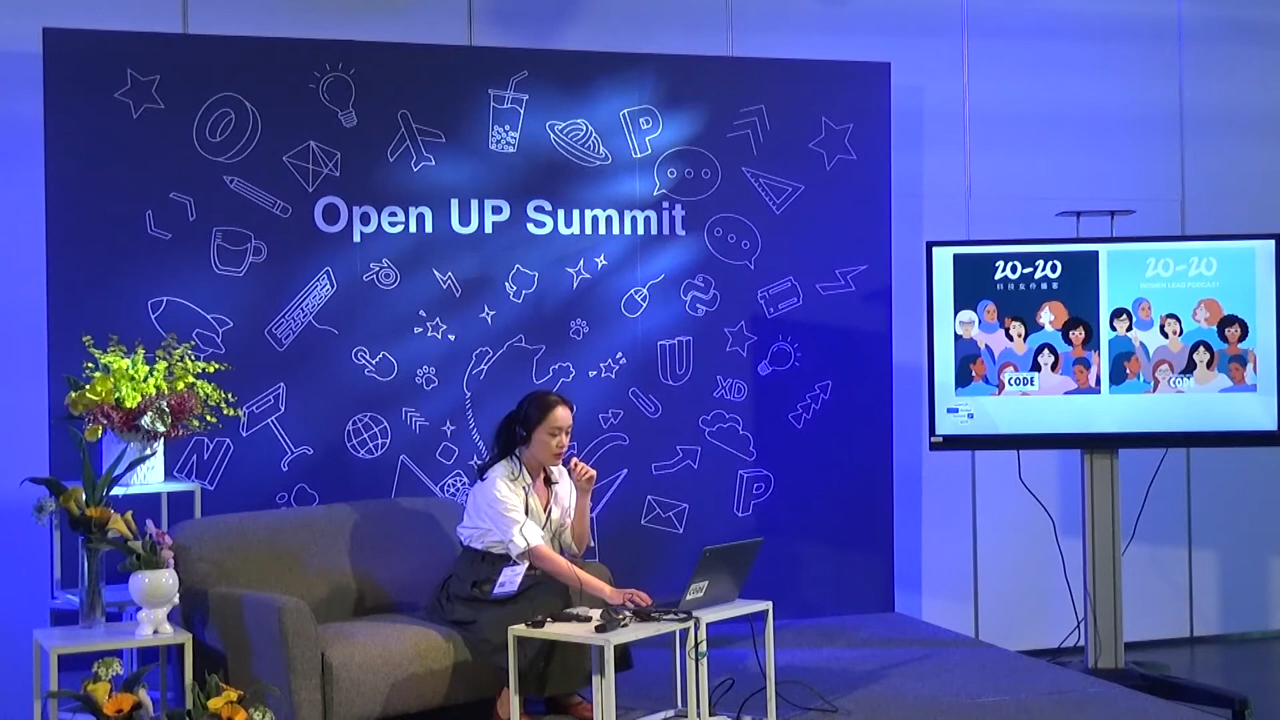 Open UP Summit
P
U
XD
N
P
20-20
科技女仔播客
CODE
20-20
WOMEN LEAD PODCAST
CODE
CODE